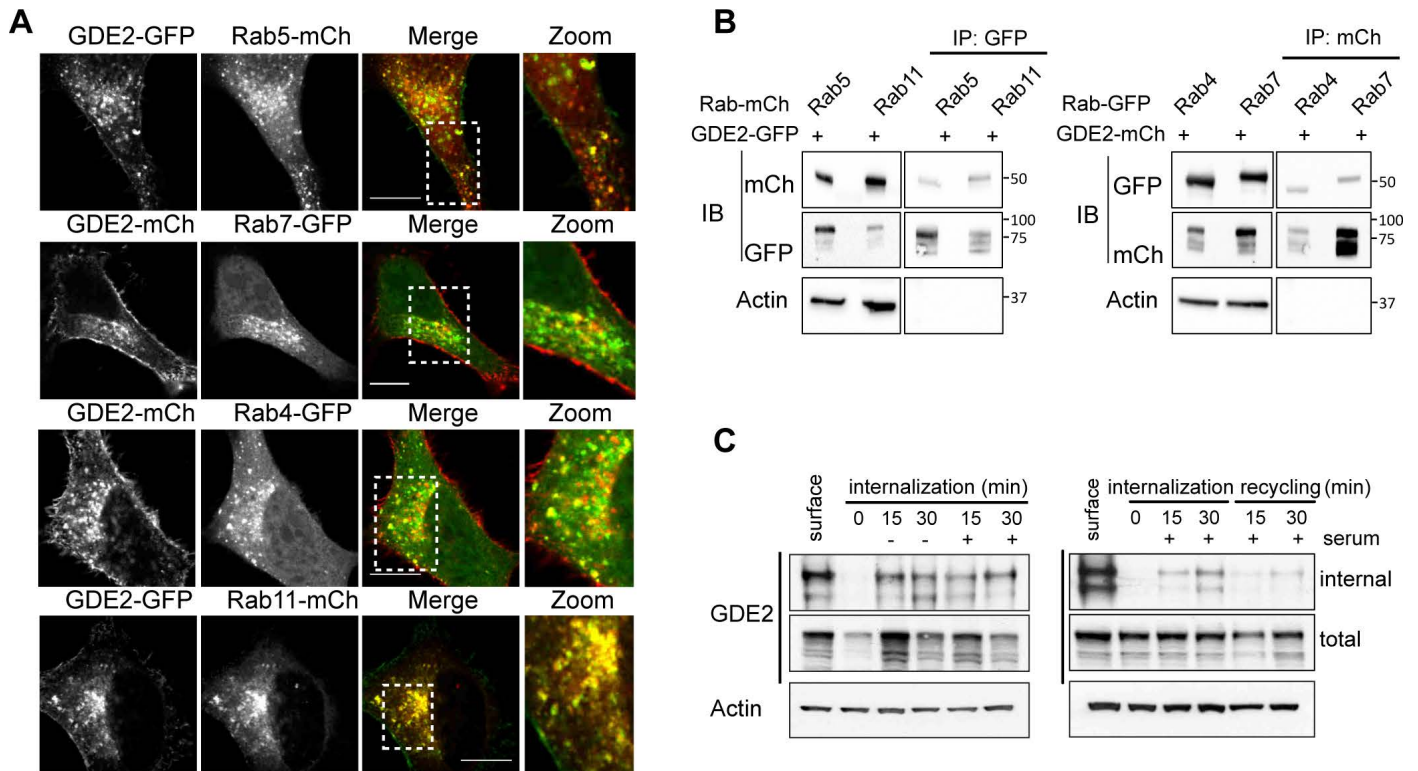 A
GDE2-GFP Rab5-mCh Merge Zoom
GDE2-mCh Rab7-GFP Merge Zoom
GDE2-mCh Rab4-GFP Merge Zoom
GDE2-GFP Rab11-mCh Merge Zoom
B
IP: GFP
Rab-mCh Rab5 Rab11 Rab5 Rab11
GDE2-GFP + + + +
IB
mCh 50
GFP 100
75
Actin 37
IP: mCh
Rab-GFP Rab4 Rab7 Rab4 Rab7
GDE2-mCh + + + +
IB
GFP 50
mCh 100
75
Actin 37
C
surface internalization (min)
0 15 30 15 30
- - + +
GDE2
Actin
surface internalization recycling (min)
0 15 30 15 30
+ + + + serum
internal
total